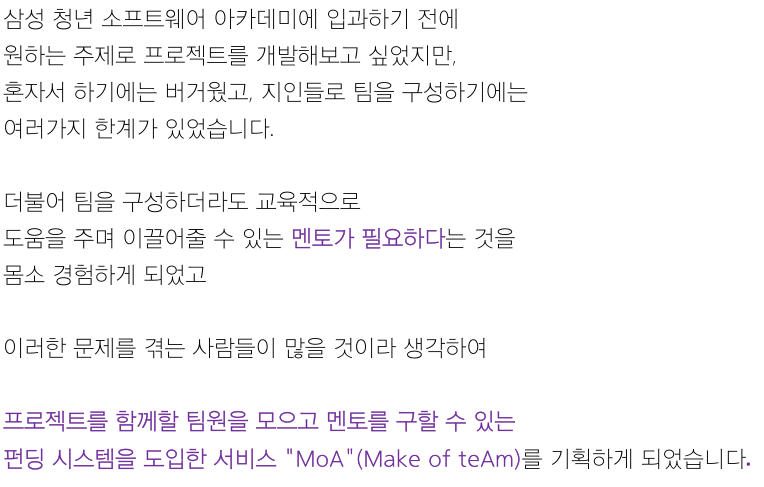 삼성 청년 소프트웨어 아카데미에 입과하기 전에
원하는 주제로 프로젝트를 개발해보고 싶었지만,
혼자서 하기에는 버거웠고, 지인들로 팀을 구성하기에는
여러가지 한계가 있었습니다.
더불어 팀을 구성하더라도 교육적으로
도움을 주며 이끌어줄 수 있는 멘토가 필요하다는 것을
몸소 경험하게 되었고
이러한 문제를 겪는 사람들이 많을 것이라 생각하여
프로젝트를 함께할 팀원을 모으고 멘토를 구할 수 있는
펀딩 시스템을 도입한 서비스 "MoA"(Make of teAm)를 기획하게 되었습니다.